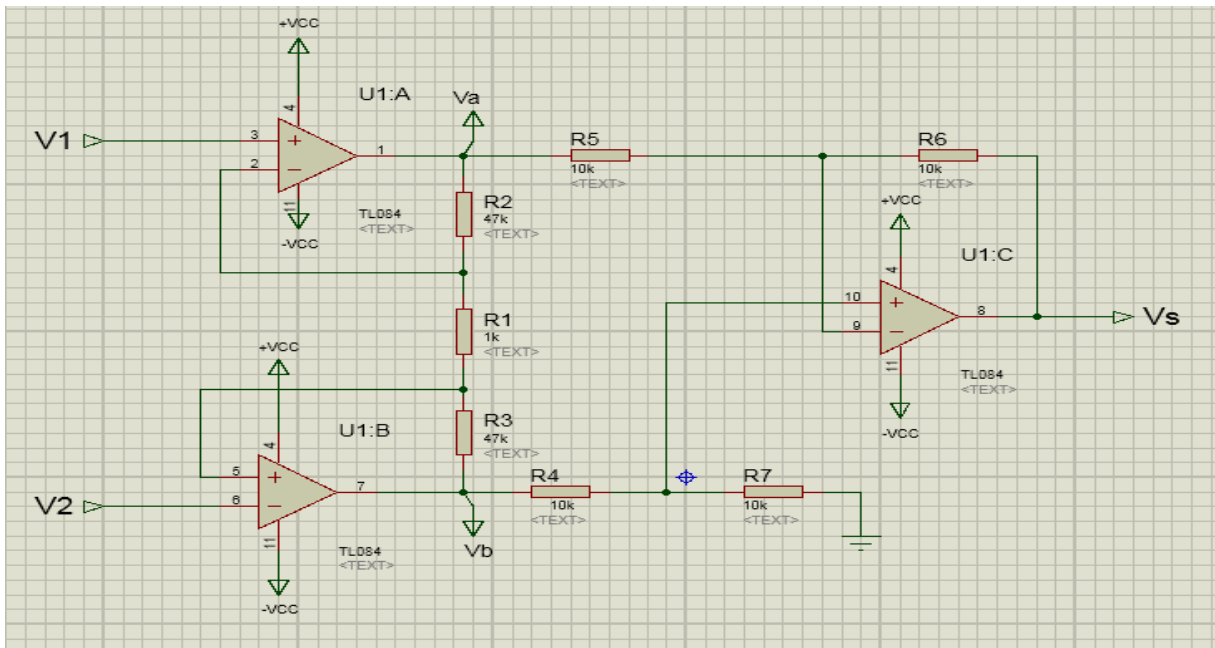 +VCC
4
U1:A
Va
V1
3
+
2
−
1
R5
10k
<TEXT>
R6
10k
<TEXT>
11
-VCC
TL084
<TEXT>
R2
47k
<TEXT>
+VCC
4
U1:C
10
+
9
−
8
Vs
R1
1k
<TEXT>
11
-VCC
TL084
<TEXT>
+VCC
4
U1:B
R3
47k
<TEXT>
5
+
6
−
7
V2
R4
10k
<TEXT>
R7
10k
<TEXT>
11
-VCC
TL084
<TEXT>
Vb